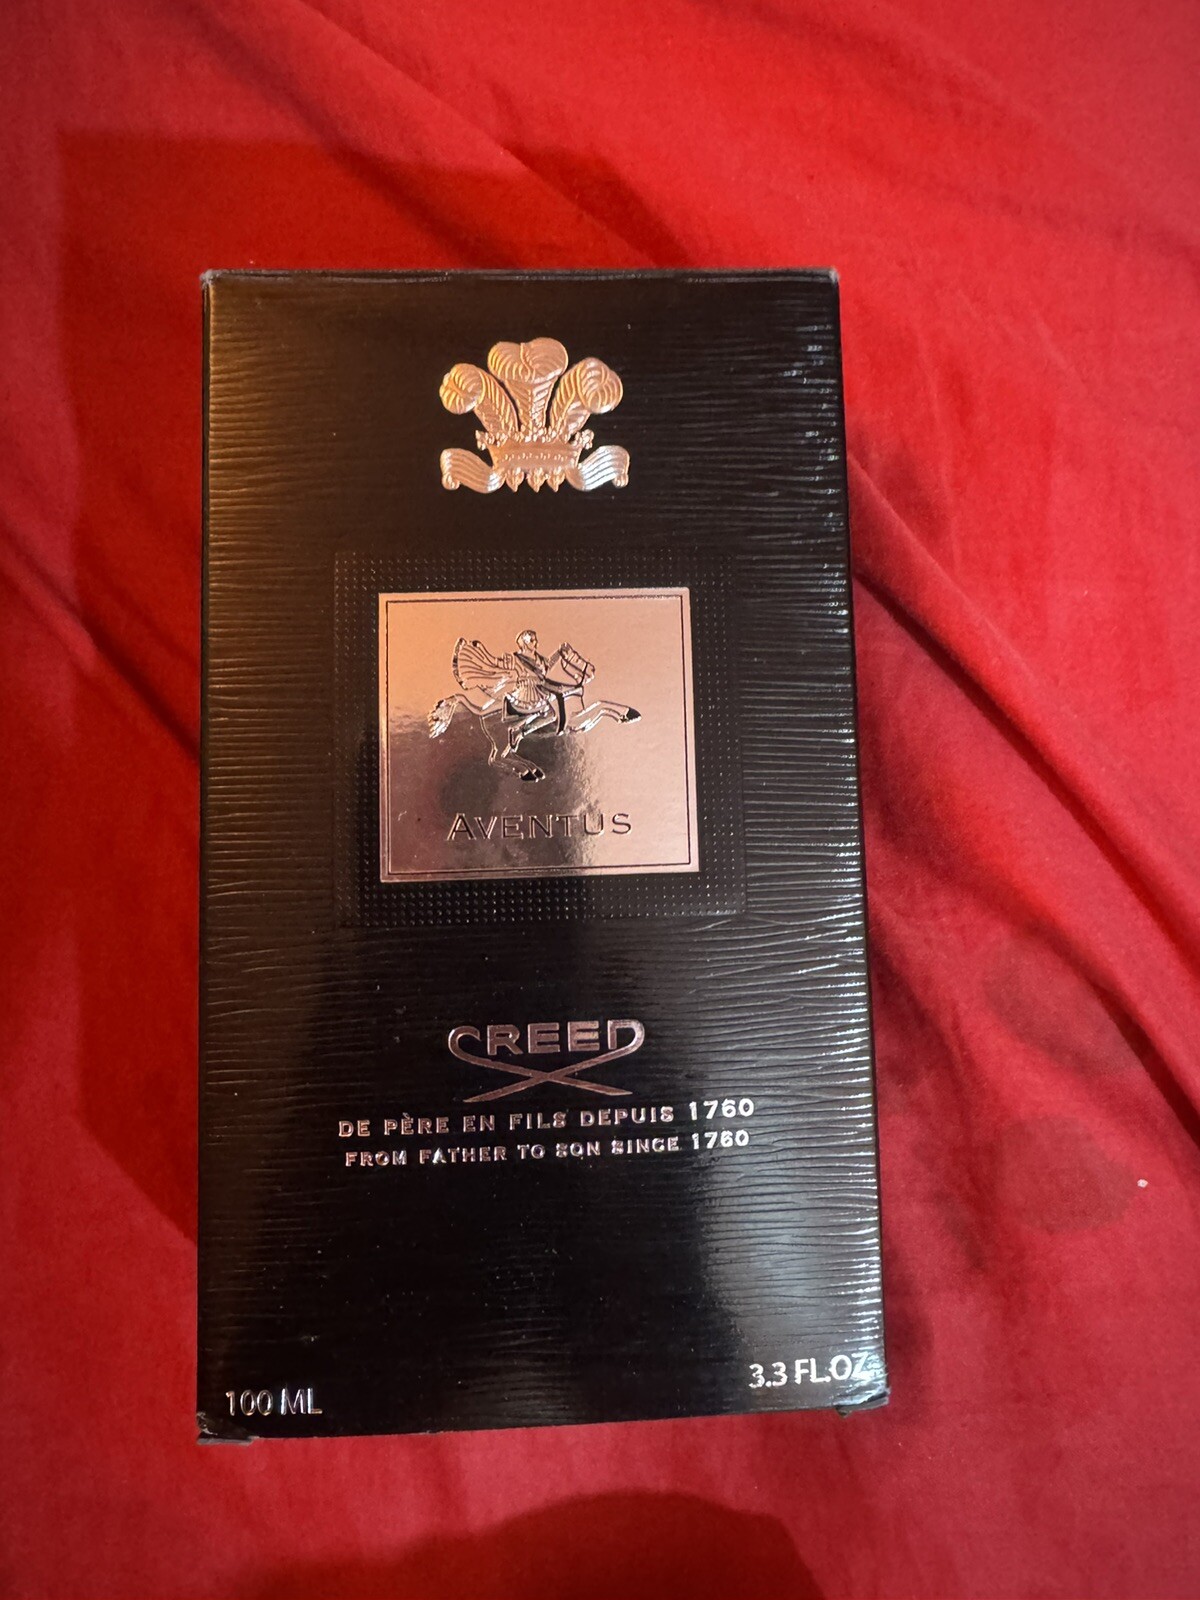 AVENTUS
CREED
DE PÈRE EN FILS DEPUIS 1760
FROM FATHER TO SON SINCE 1760
100 ML
3.3 FL.OZ